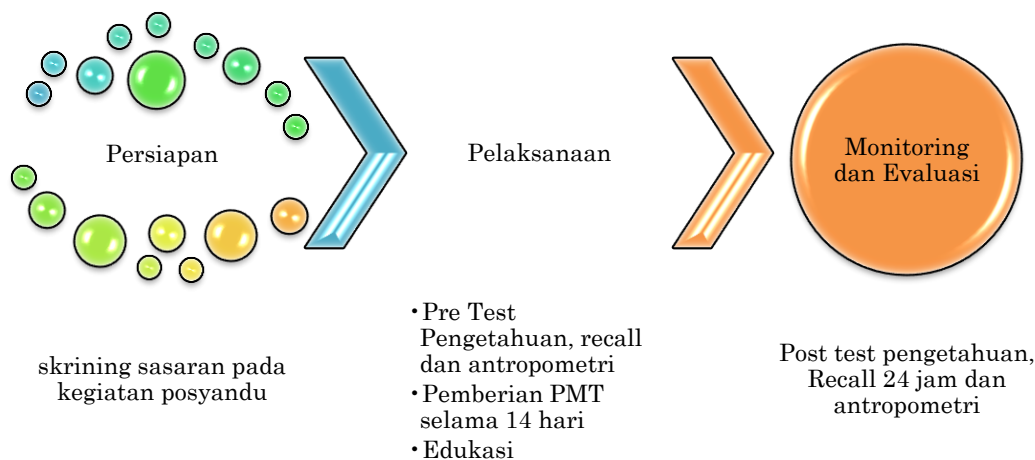 Persiapan
Pelaksanaan
Monitoring
dan Evaluasi
skrining sasaran pada
kegiatan posyandu
•Pre Test
Pengetahuan, recall
dan antropometri
•Pemberian PMT
selama 14 hari
•Edukasi
Post test pengetahuan,
Recall 24 jam dan
antropometri